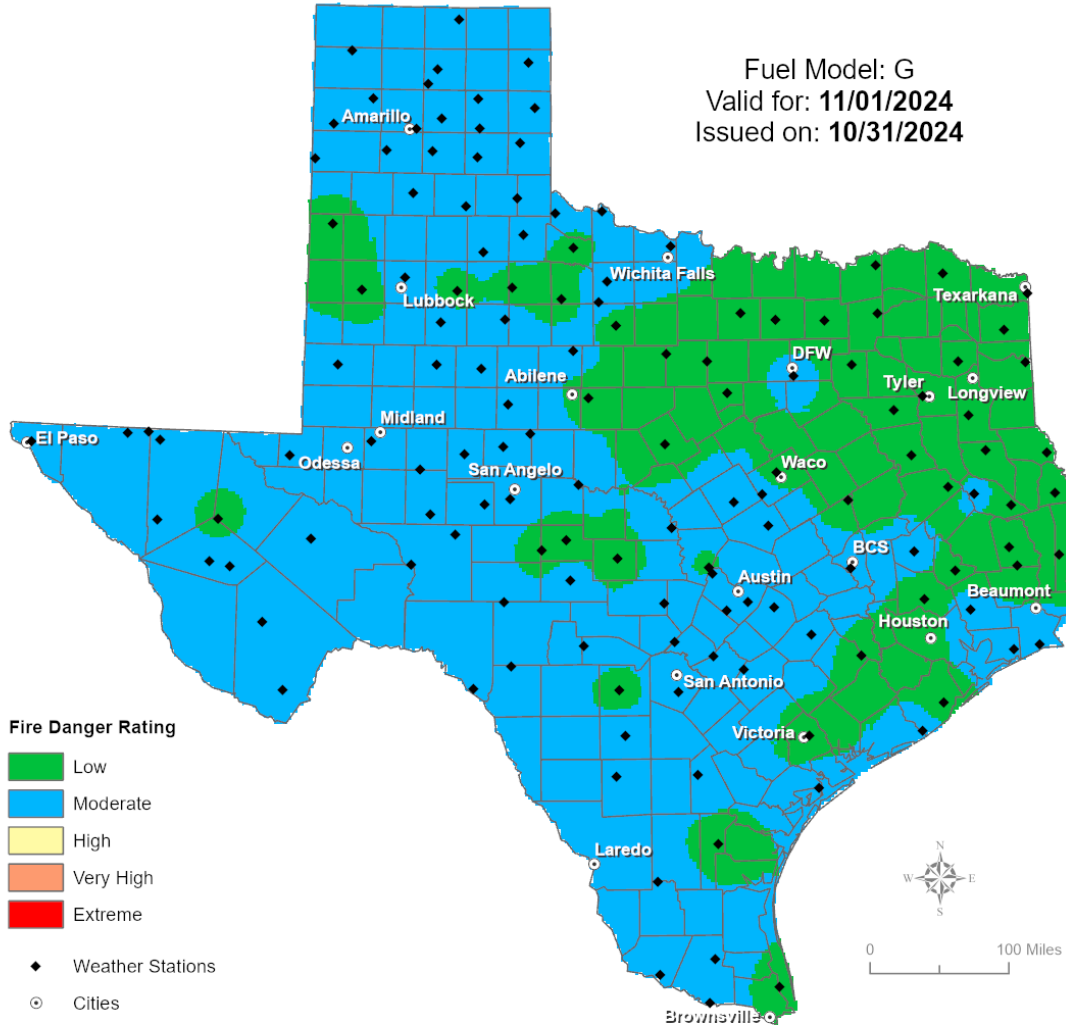 Fuel Model: G
Valid for: 11/01/2024
Issued on: 10/31/2024
Amarillo
Wichita Falls
Lubbock
Texarkana
DFW
Abilene
Tyler
Longview
Midland
El Paso
Odessa
San Angelo
Waco
BCS
Austin
Beaumont
Houston
San Antonio
Victoria
Fire Danger Rating
Low
Moderate
High
Very High
Extreme
Weather Stations
Cities
Laredo
Brownsville
N
W E
S
0 100 Miles